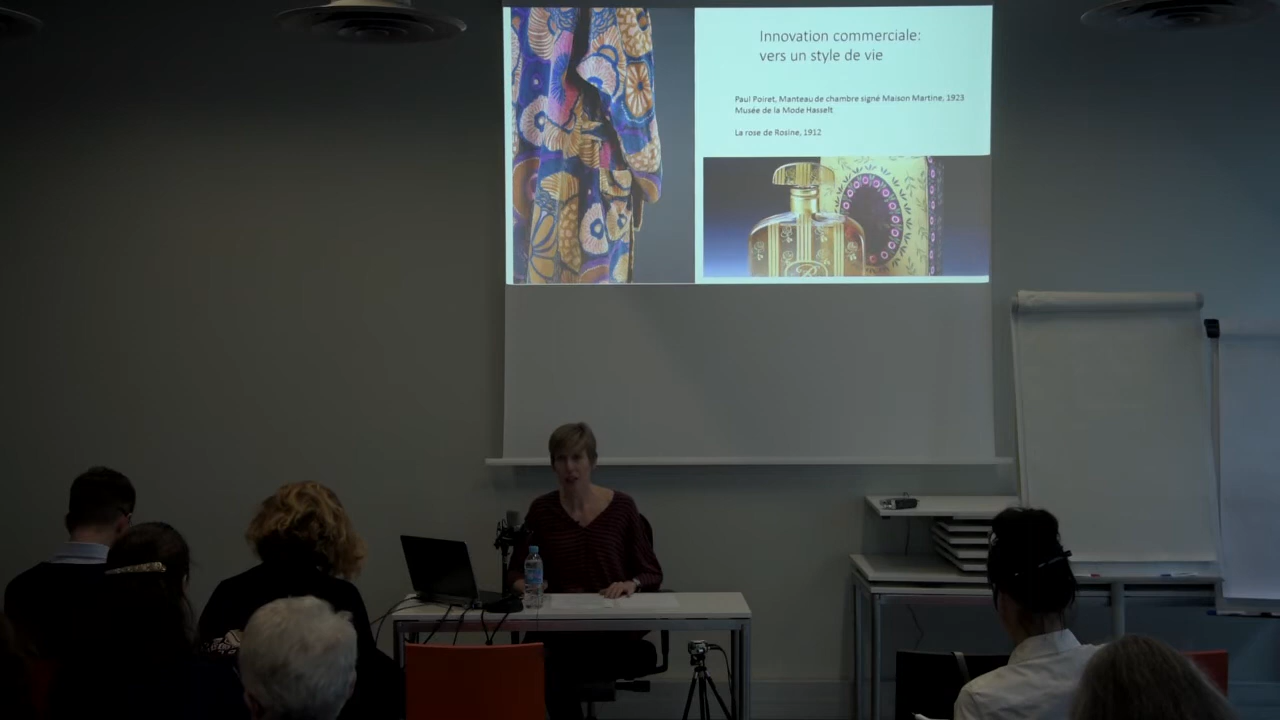 Innovation commerciale:
vers un style de vie
Paul Poiret, Manteau de chambre signé Maison Martine, 1923
Musée de la Mode Hasselt
La rose de Rosine, 1912